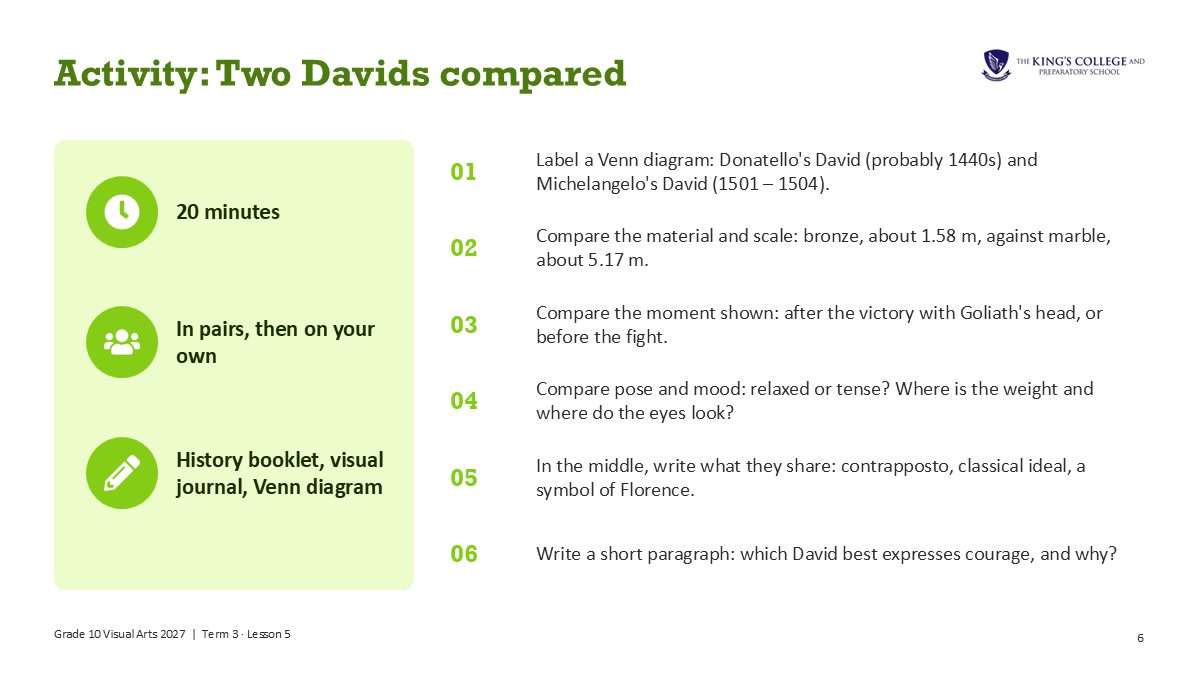 Activity: Two Davids compared
THE KING'S COLLEGE AND
PREPARATORY SCHOOL
20 minutes
In pairs, then on your
own
History booklet, visual
journal, Venn diagram
01
Label a Venn diagram: Donatello's David (probably 1440s) and
Michelangelo's David (1501 – 1504).
02
Compare the material and scale: bronze, about 1.58 m, against marble,
about 5.17 m.
03
Compare the moment shown: after the victory with Goliath's head, or
before the fight.
04
Compare pose and mood: relaxed or tense? Where is the weight and
where do the eyes look?
05
In the middle, write what they share: contrapposto, classical ideal, a
symbol of Florence.
06
Write a short paragraph: which David best expresses courage, and why?
Grade 10 Visual Arts 2027 | Term 3 · Lesson 5
6